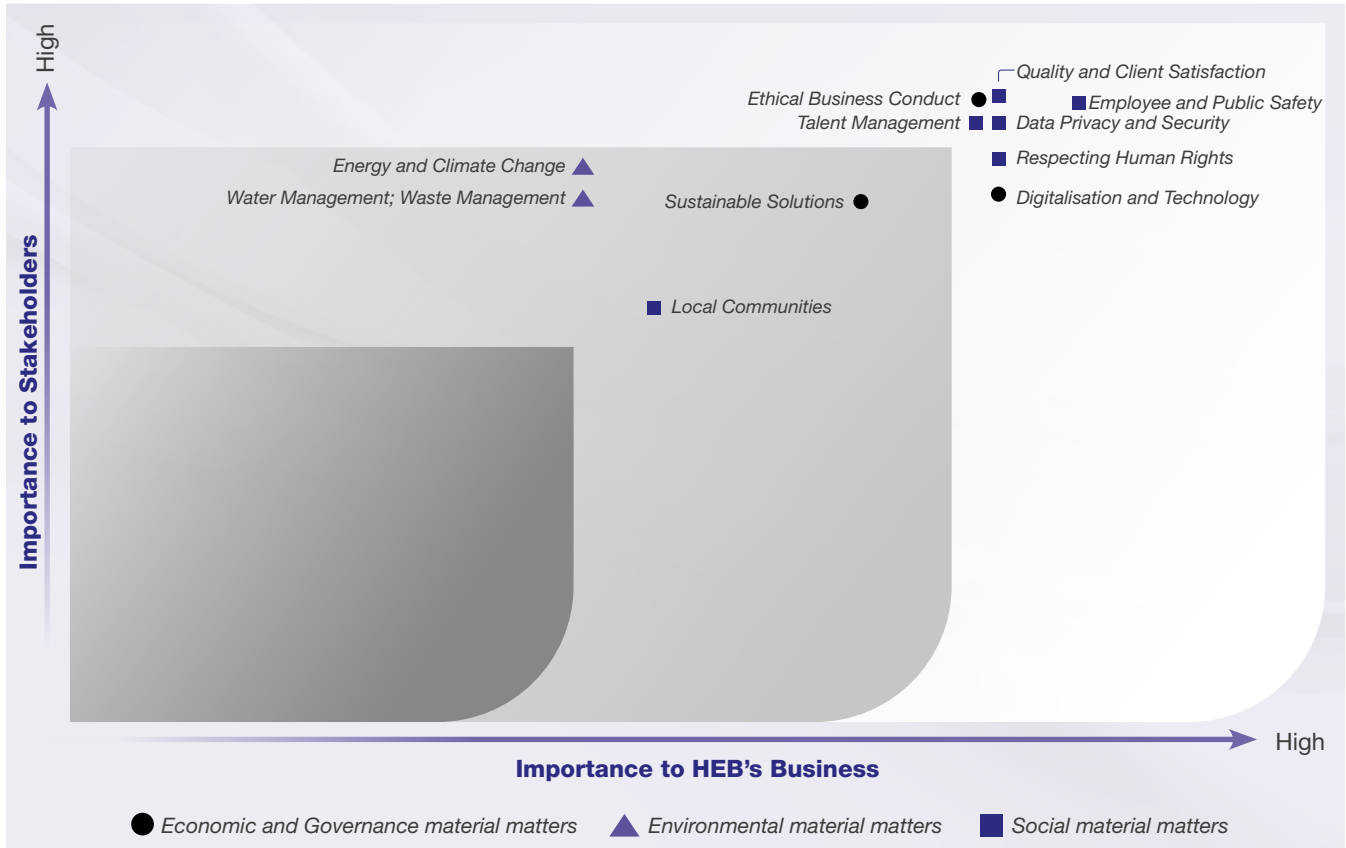 High
Importance to Stakeholders
Quality and Client Satisfaction
Ethical Business Conduct
Employee and Public Safety
Talent Management
Data Privacy and Security
Energy and Climate Change
Respecting Human Rights
Water Management; Waste Management
Sustainable Solutions
Digitalisation and Technology
Local Communities
High
Importance to HEB's Business
Economic and Governance material matters
Environmental material matters
Social material matters